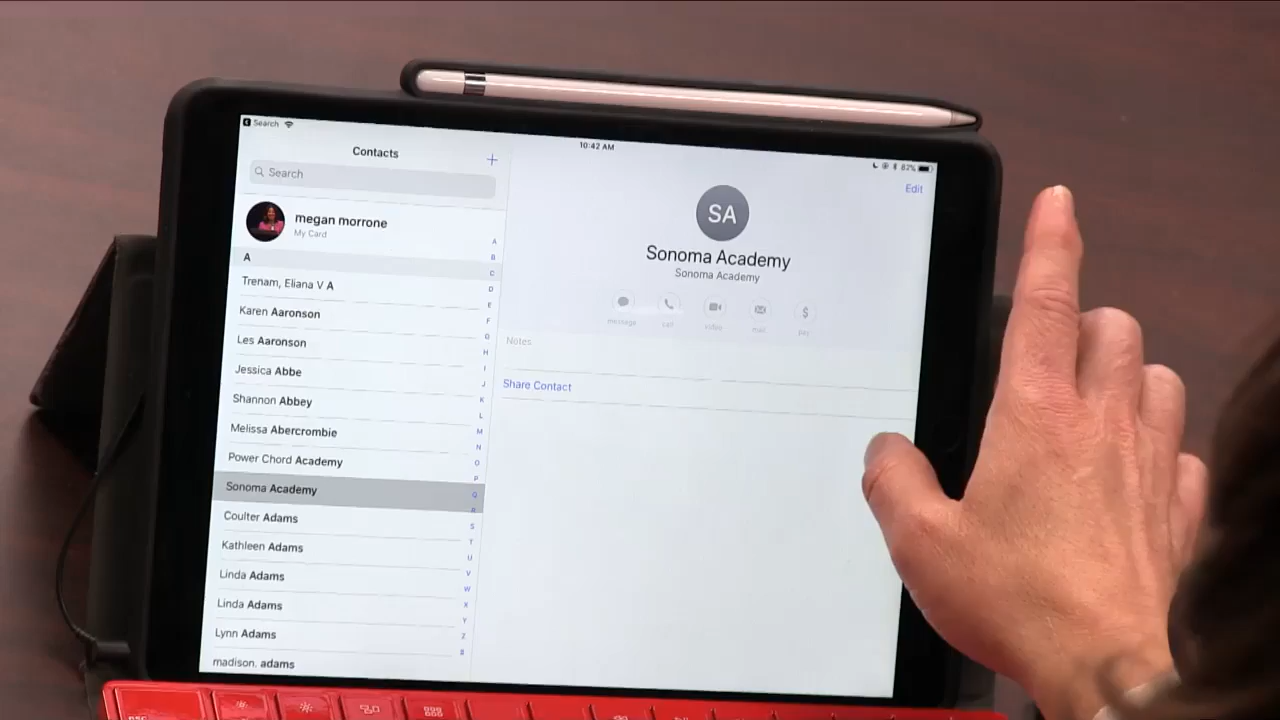 Search
10:42 AM
82%
Contacts
+
Edit
Search
SA
megan morrone
My Card
Sonoma Academy
Sonoma Academy
message
call
video
mail
pay
A
Trenam, Eliana V A
Karen Aaronson
Les Aaronson
Jessica Abbe
Shannon Abbey
Melissa Abercrombie
Power Chord Academy
Sonoma Academy
Coulter Adams
Kathleen Adams
Linda Adams
Linda Adams
Lynn Adams
madison. adams
Notes
Share Contact
A
B
C
D
E
F
G
H
I
J
K
L
M
N
O
P
Q
R
S
T
U
V
W
X
Y
Z
$
esc